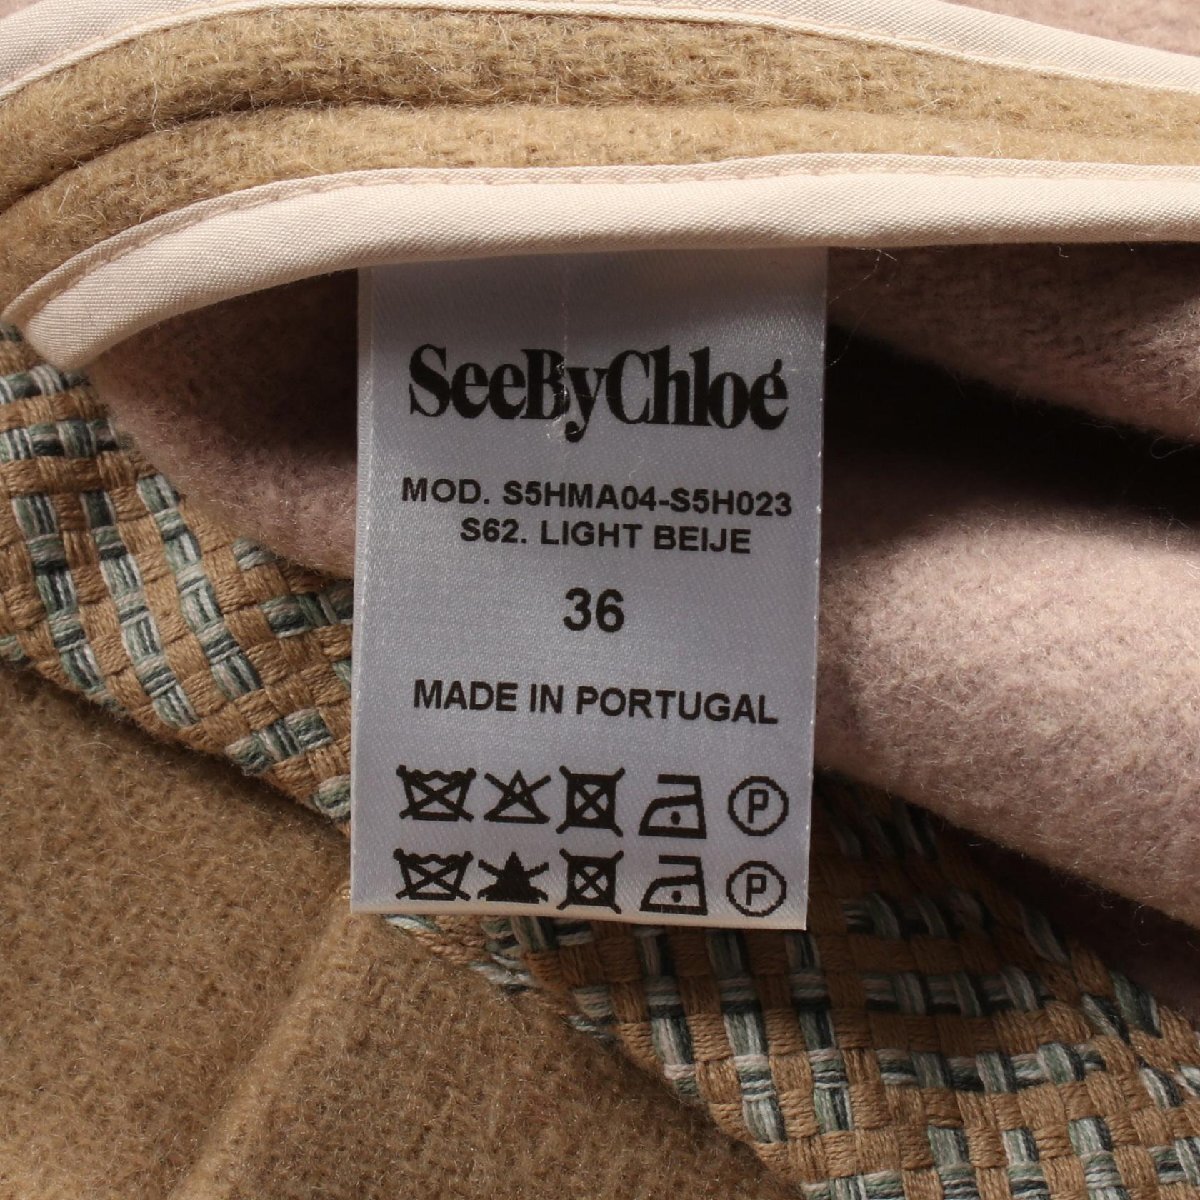 SeeByChloé
MOD. S5HMA04-S5H023
S62. LIGHT BEIJE
36
MADE IN PORTUGAL
P
P